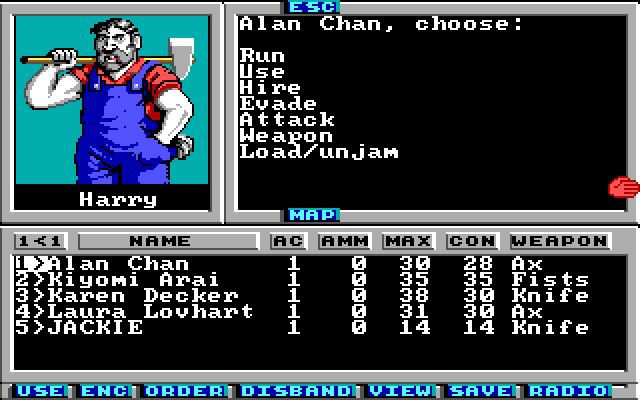 ESC
Alan Chan, choose:
Run
Use
Hire
Evade
Attack
Weapon
Load/unjam
Harry
MAP
1<1 NAME AC AMM MAX CON WEAPON
1>Alan Chan 1 0 30 28 Ax
2>Kiyomi Arai 1 0 35 35 Fists
3>Karen Decker 1 0 38 30 Knife
4>Laura Lovhart 1 0 31 30 Ax
5>JACKIE 1 0 14 14 Knife
USE ENC ORDER DISBAND VIEW SAVE RADIO